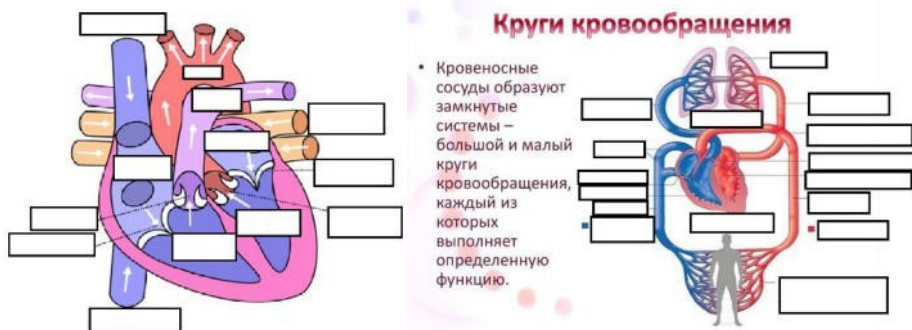 Круги кровообращения
• Кровеносные
сосуды образуют
замкнутые
системы –
большой и малый
круги
кровообращения,
каждый из
которых
выполняет
определенную
функцию.